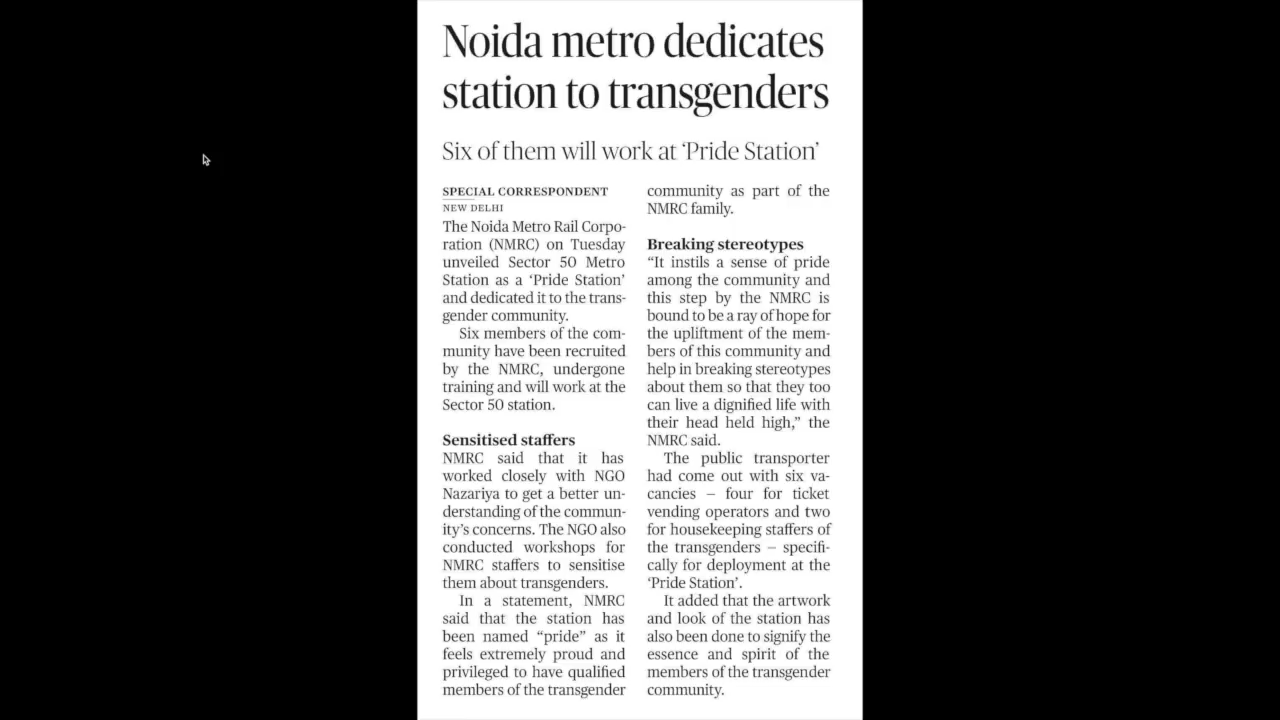 Noida metro dedicates
station to transgenders
Six of them will work at ‘Pride Station’
SPECIAL CORRESPONDENT
NEW DELHI
The Noida Metro Rail Corpo-
ration (NMRC) on Tuesday
unveiled Sector 50 Metro
Station as a ‘Pride Station’
and dedicated it to the trans-
gender community.
Six members of the com-
munity have been recruited
by the NMRC, undergone
training and will work at the
Sector 50 station.
Sensitised staffers
NMRC said that it has
worked closely with NGO
Nazariya to get a better un-
derstanding of the commun-
ity’s concerns. The NGO also
conducted workshops for
NMRC staffers to sensitise
them about transgenders.
In a statement, NMRC
said that the station has
been named “pride” as it
feels extremely proud and
privileged to have qualified
members of the transgender
community as part of the
NMRC family.
Breaking stereotypes
“It instils a sense of pride
among the community and
this step by the NMRC is
bound to be a ray of hope for
the upliftment of the mem-
bers of this community and
help in breaking stereotypes
about them so that they too
can live a dignified life with
their head held high,” the
NMRC said.
The public transporter
had come out with six va-
cancies – four for ticket
vending operators and two
for housekeeping staffers of
the transgenders – specifi-
cally for deployment at the
‘Pride Station’.
It added that the artwork
and look of the station has
also been done to signify the
essence and spirit of the
members of the transgender
community.